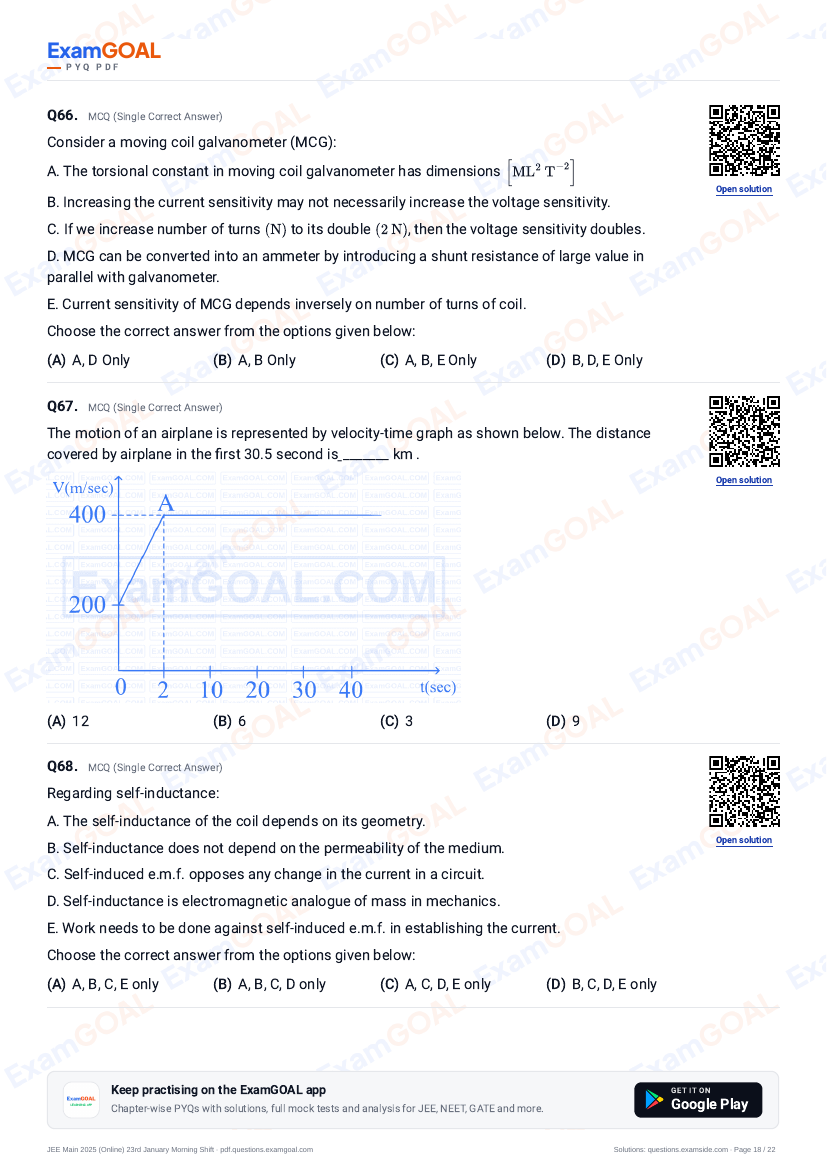 ExamGOAL
PYQ PDF
Q66. MCQ (Single Correct Answer)
Consider a moving coil galvanometer (MCG):
A. The torsional constant in moving coil galvanometer has dimensions [ML² T⁻²]
B. Increasing the current sensitivity may not necessarily increase the voltage sensitivity.
C. If we increase number of turns (N) to its double (2 N), then the voltage sensitivity doubles.
D. MCG can be converted into an ammeter by introducing a shunt resistance of large value in
parallel with galvanometer.
E. Current sensitivity of MCG depends inversely on number of turns of coil.
Choose the correct answer from the options given below:
(A) A, D Only (B) A, B Only (C) A, B, E Only (D) B, D, E Only
Open solution
Q67. MCQ (Single Correct Answer)
The motion of an airplane is represented by velocity-time graph as shown below. The distance
covered by airplane in the first 30.5 second is_______ km .
Open solution
V(m/sec)
A
400
200
0 2 10 20 30 40 t(sec)
ExamGOAL.COM
(A) 12 (B) 6 (C) 3 (D) 9
Q68. MCQ (Single Correct Answer)
Regarding self-inductance:
A. The self-inductance of the coil depends on its geometry.
B. Self-inductance does not depend on the permeability of the medium.
C. Self-induced e.m.f. opposes any change in the current in a circuit.
D. Self-inductance is electromagnetic analogue of mass in mechanics.
E. Work needs to be done against self-induced e.m.f. in establishing the current.
Choose the correct answer from the options given below:
(A) A, B, C, E only (B) A, B, C, D only (C) A, C, D, E only (D) B, C, D, E only
Open solution
Keep practising on the ExamGOAL app
Chapter-wise PYQs with solutions, full mock tests and analysis for JEE, NEET, GATE and more.
GET IT ON
Google Play
JEE Main 2025 (Online) 23rd January Morning Shift · pdf.questions.examgoal.com
Solutions: questions.examside.com · Page 18 / 22